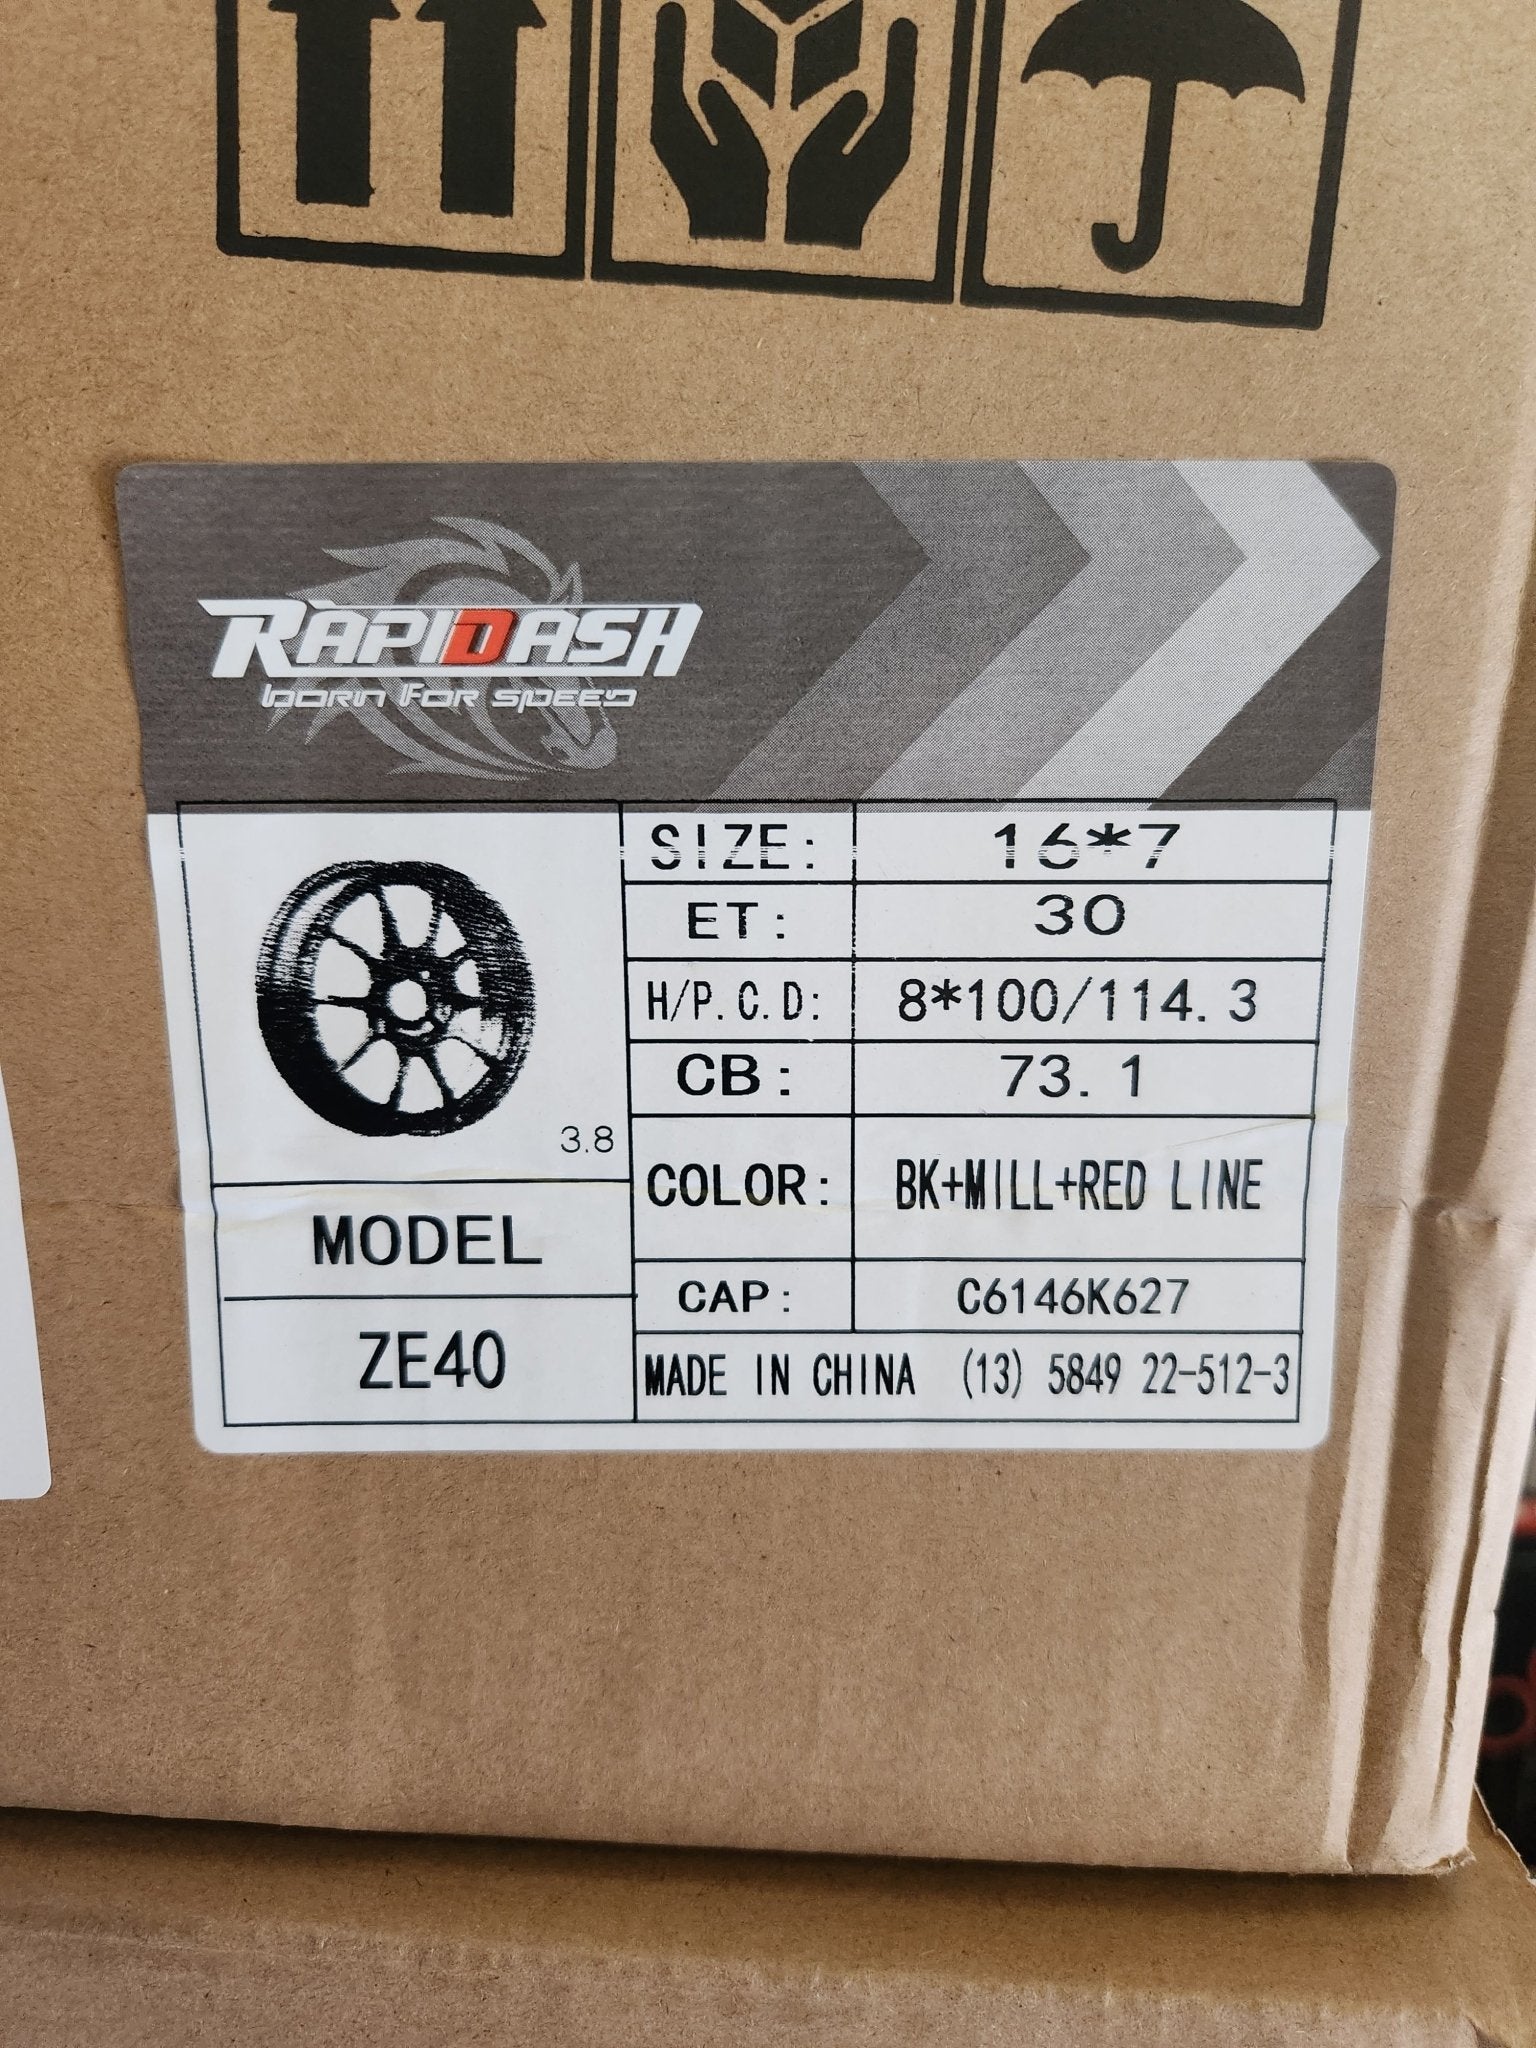 RAPIDASH
BORN FOR SPEED
SIZE: 16*7
ET: 30
H/P.C.D: 8*100/114.3
CB: 73.1
3.8
COLOR: BK+MILL+RED LINE
MODEL
CAP: C6146K627
ZE40
MADE IN CHINA (13) 5849 22-512-3